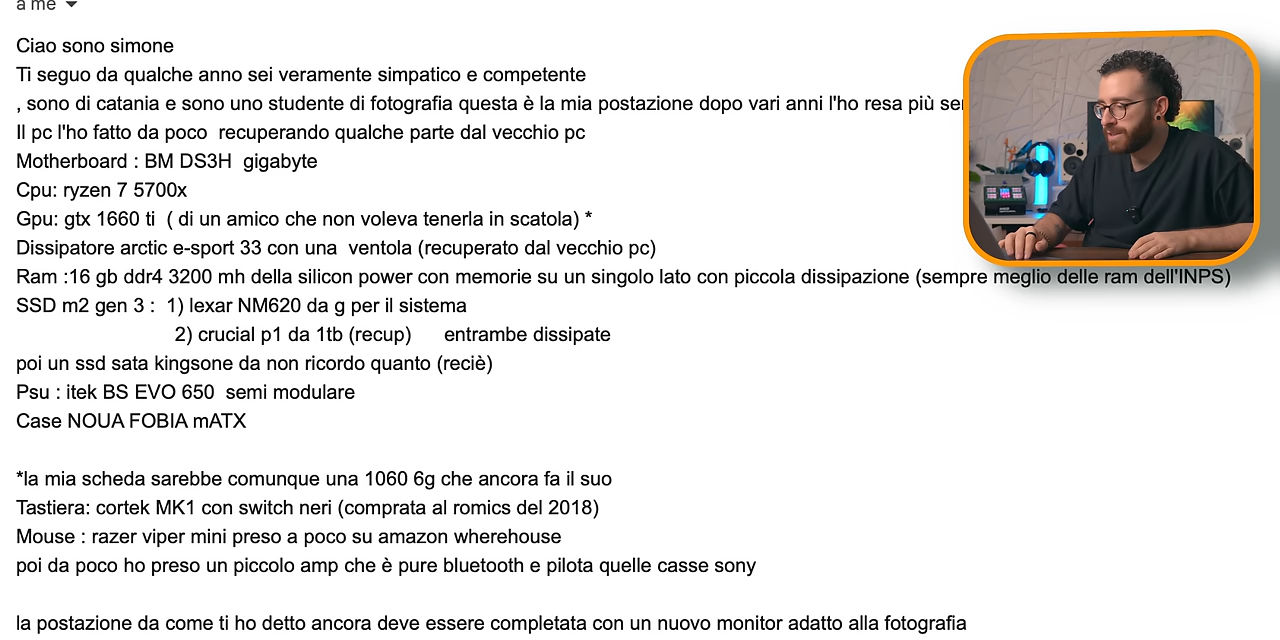 a me
Ciao sono simone
Ti seguo da qualche anno sei veramente simpatico e competente
, sono di catania e sono uno studente di fotografia questa è la mia postazione dopo vari anni l'ho resa più
Il pc l'ho fatto da poco recuperando qualche parte dal vecchio pc
Motherboard : BM DS3H gigabyte
Cpu: ryzen 7 5700x
Gpu: gtx 1660 ti ( di un amico che non voleva tenerla in scatola) *
Dissipatore arctic e-sport 33 con una ventola (recuperato dal vecchio pc)
Ram :16 gb ddr4 3200 mh della silicon power con memorie su un singolo lato con piccola dissipazione (sempre meglio delle ram dell'INPS)
SSD m2 gen 3 : 1) lexar NM620 da g per il sistema
2) crucial p1 da 1tb (recup) entrambe dissipate
poi un ssd sata kingsone da non ricordo quanto (reciè)
Psu : itek BS EVO 650 semi modulare
Case NOUA FOBIA mATX
*la mia scheda sarebbe comunque una 1060 6g che ancora fa il suo
Tastiera: cortek MK1 con switch neri (comprata al romics del 2018)
Mouse : razer viper mini preso a poco su amazon wherehouse
poi da poco ho preso un piccolo amp che è pure bluetooth e pilota quelle casse sony
la postazione da come ti ho detto ancora deve essere completata con un nuovo monitor adatto alla fotografia